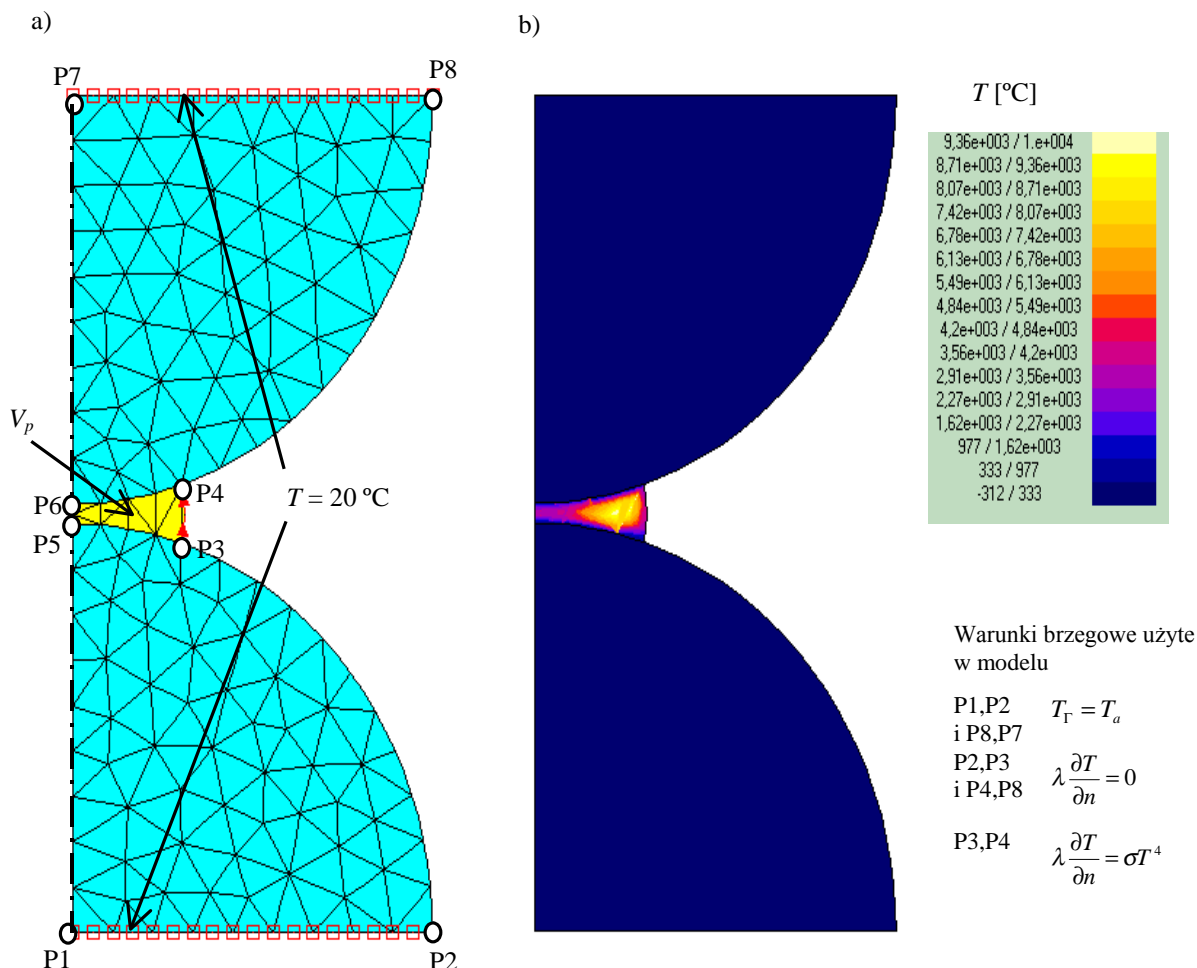 a)
b)
P7
P8
T [ºC]
9,36e+003 / 1.e+004
8,71e+003 / 9,36e+003
8,07e+003 / 8,71e+003
7,42e+003 / 8,07e+003
6,78e+003 / 7,42e+003
6,13e+003 / 6,78e+003
5,49e+003 / 6,13e+003
4,84e+003 / 5,49e+003
4,2e+003 / 4,84e+003
3,56e+003 / 4,2e+003
2,91e+003 / 3,56e+003
2,27e+003 / 2,91e+003
1,62e+003 / 2,27e+003
977 / 1,62e+003
333 / 977
-312 / 333
Vp
P6
P4
T = 20 ºC
P5
P3
P1
P2
Warunki brzegowe użyte
w modelu
P1,P2
i P8,P7
T_Γ = T_a
P2,P3
i P4,P8
λ ∂T/∂n = 0
P3,P4
λ ∂T/∂n = σT⁴